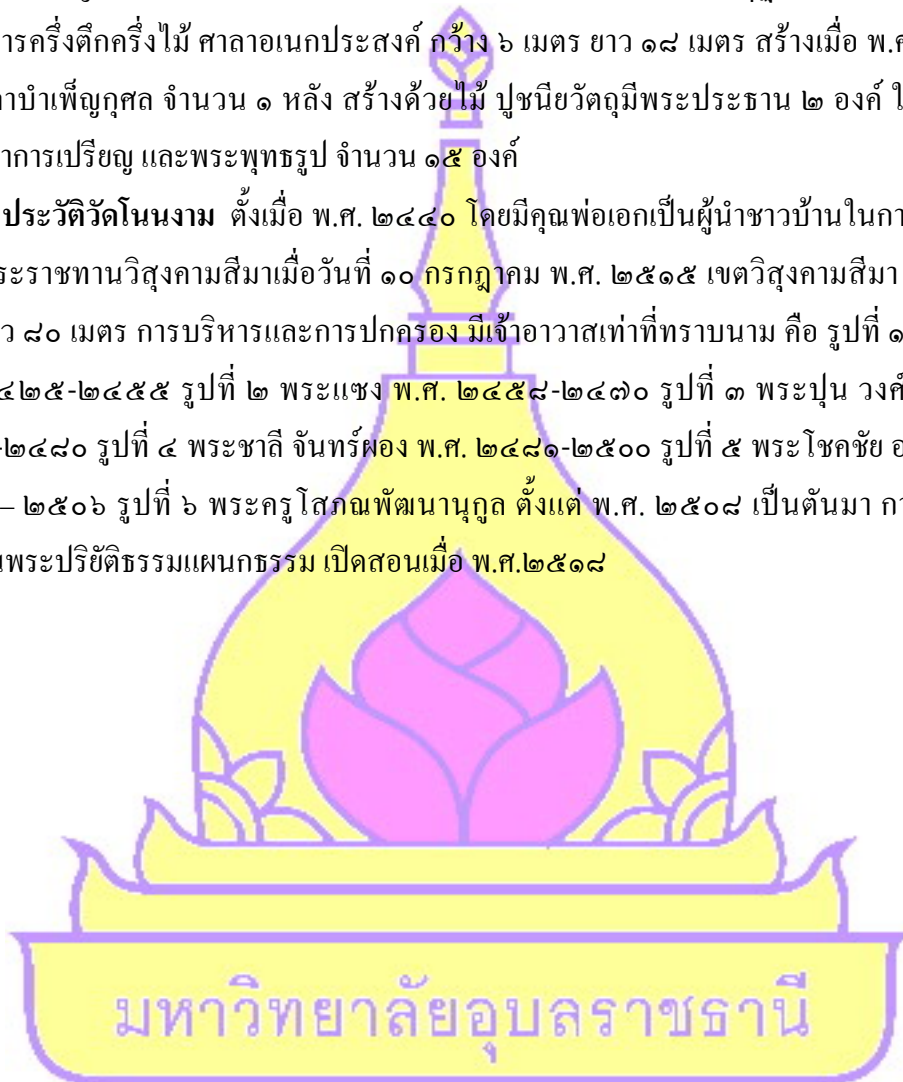 ารครึ่งตึกครึ่งไม้ ศาลาอเนกประสงค์ กว้าง ๖ เมตร ยาว ๑๘ เมตร สร้างเมื่อ พ.ศ
าบำเพ็ญกุศล จำนวน ๑ หลัง สร้างด้วยไม้ ปูชนียวัตถุมีพระประธาน ๒ องค์ ใ
าการเปรียญ และพระพุทธรูป จำนวน ๑๕ องค์
ประวัติวัดโนนงาม ตั้งเมื่อ พ.ศ. ๒๔๔๐ โดยมีคุณพ่อเอกเป็นผู้นำชาวบ้านในกา
ระราชทานวิสุงคามสีมาเมื่อวันที่ ๑๐ กรกฎาคม พ.ศ. ๒๕๑๕ เขตวิสุงคามสีมา
ว ๘๐ เมตร การบริหารและการปกครอง มีเจ้าอาวาสเท่าที่ทราบนาม คือ รูปที่ ๑
๔๒๕-๒๔๕๕ รูปที่ ๒ พระแซง พ.ศ. ๒๔๕๘-๒๔๗๐ รูปที่ ๓ พระปุน วงศ์
-๒๔๘๐ รูปที่ ๔ พระชาลี จันทร์ผอง พ.ศ. ๒๔๘๑-๒๕๐๐ รูปที่ ๕ พระโชคชัย อ
– ๒๕๐๖ รูปที่ ๖ พระครูโสภณพัฒนานุกูล ตั้งแต่ พ.ศ. ๒๕๐๘ เป็นต้นมา กา
นพระปริยัติธรรมแผนกธรรม เปิดสอนเมื่อ พ.ศ.๒๕๑๘
มหาวิทยาลัยอุบลราชธานี